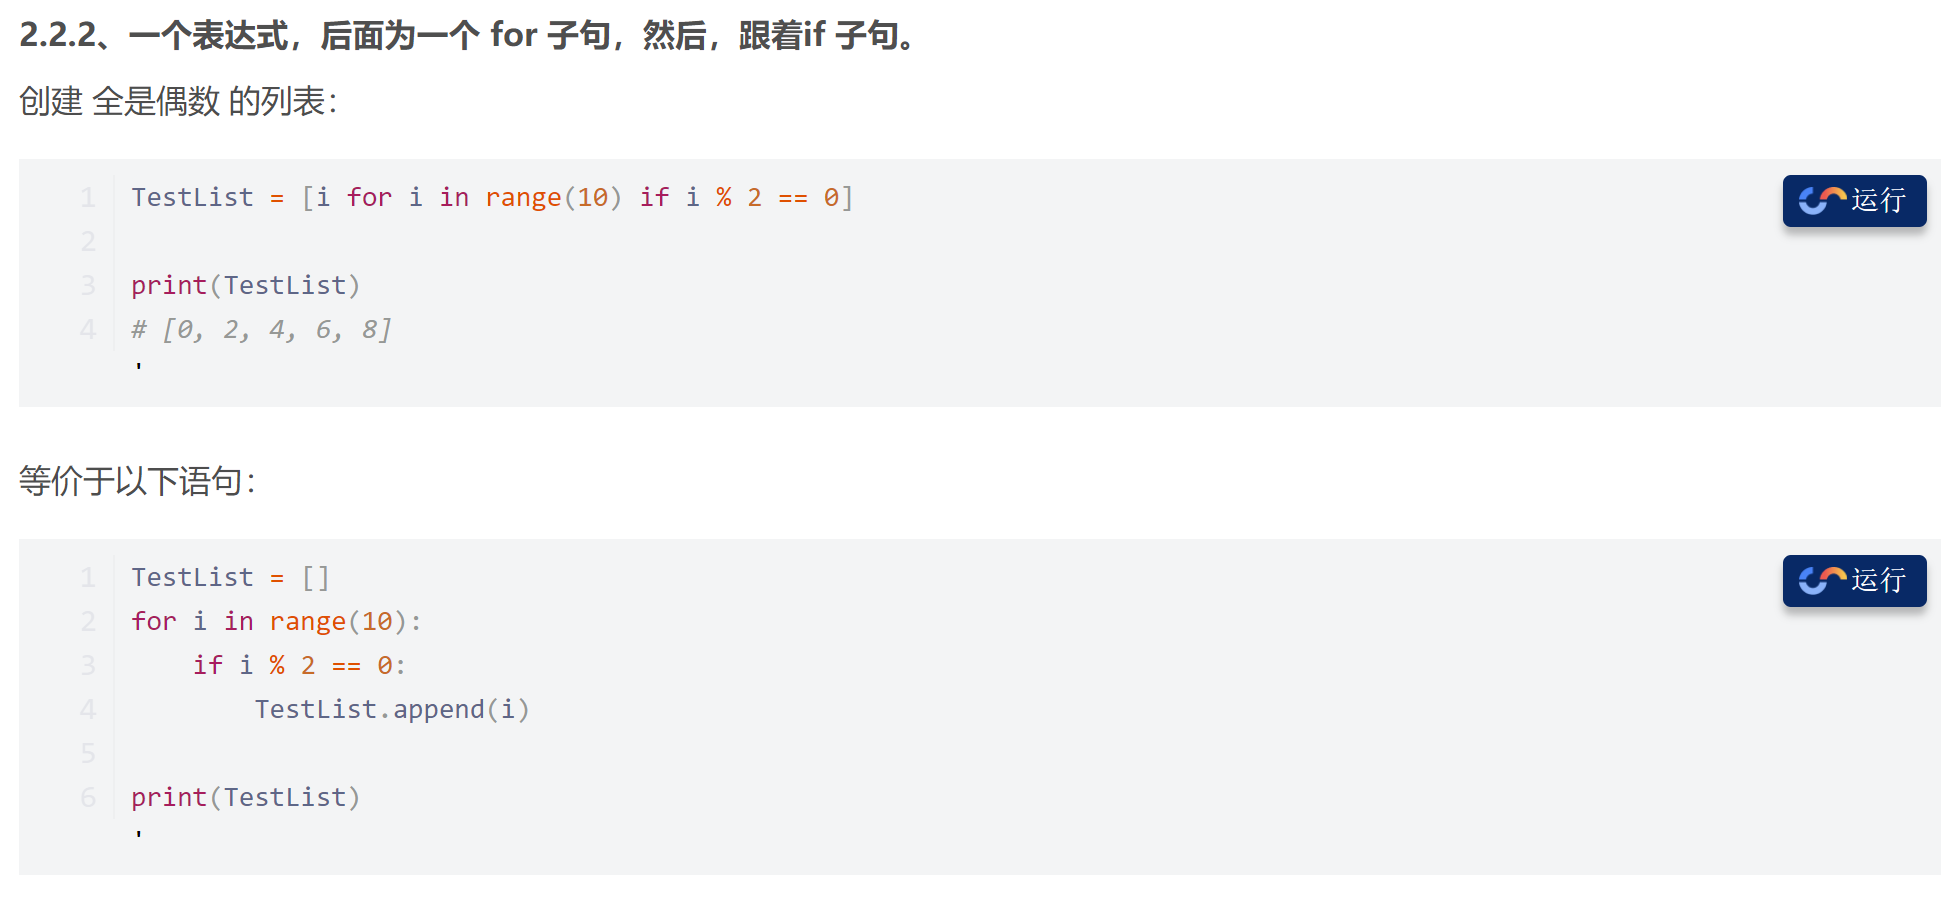 2.2.2、一个表达式，后面为一个 for 子句，然后，跟着if 子句。
创建 全是偶数 的列表：
1 TestList = [i for i in range(10) if i % 2 == 0]
运行
2
3 print(TestList)
4 # [0, 2, 4, 6, 8]
'
等价于以下语句：
1 TestList = []
运行
2 for i in range(10):
3     if i % 2 == 0:
4         TestList.append(i)
5
6 print(TestList)
'